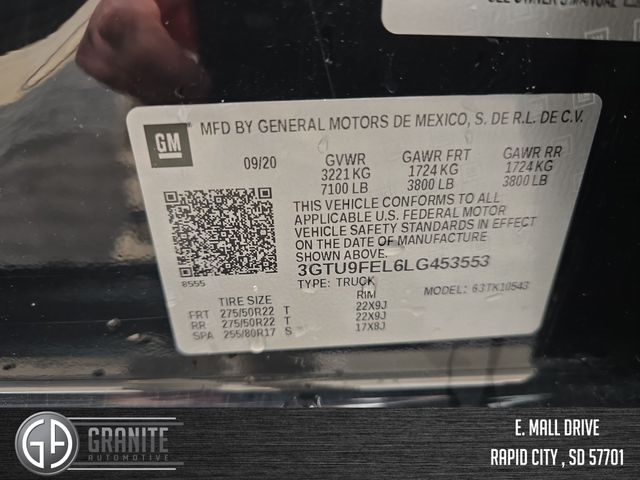 SEE OWNER'S MANUAL
GM
MFD BY GENERAL MOTORS DE MEXICO, S. DE R.L. DE C.V.
09/20 GVWR GAWR FRT GAWR RR
3221 KG 1724 KG 1724 KG
7100 LB 3800 LB 3800 LB
THIS VEHICLE CONFORMS TO ALL
APPLICABLE U.S. FEDERAL MOTOR
VEHICLE SAFETY STANDARDS IN EFFECT
ON THE DATE OF MANUFACTURE
SHOWN ABOVE.
3GTU9FEL6LG453553
8555
TYPE: TRUCK MODEL: 63TK10543
TIRE SIZE RIM
FRT 275/50R22 T 22X9J
RR 275/50R22 T 22X9J
SPA 255/80R17 S 17X8J
GA GRANITE
AUTOMOTIVE
E. MALL DRIVE
RAPID CITY , SD 57701